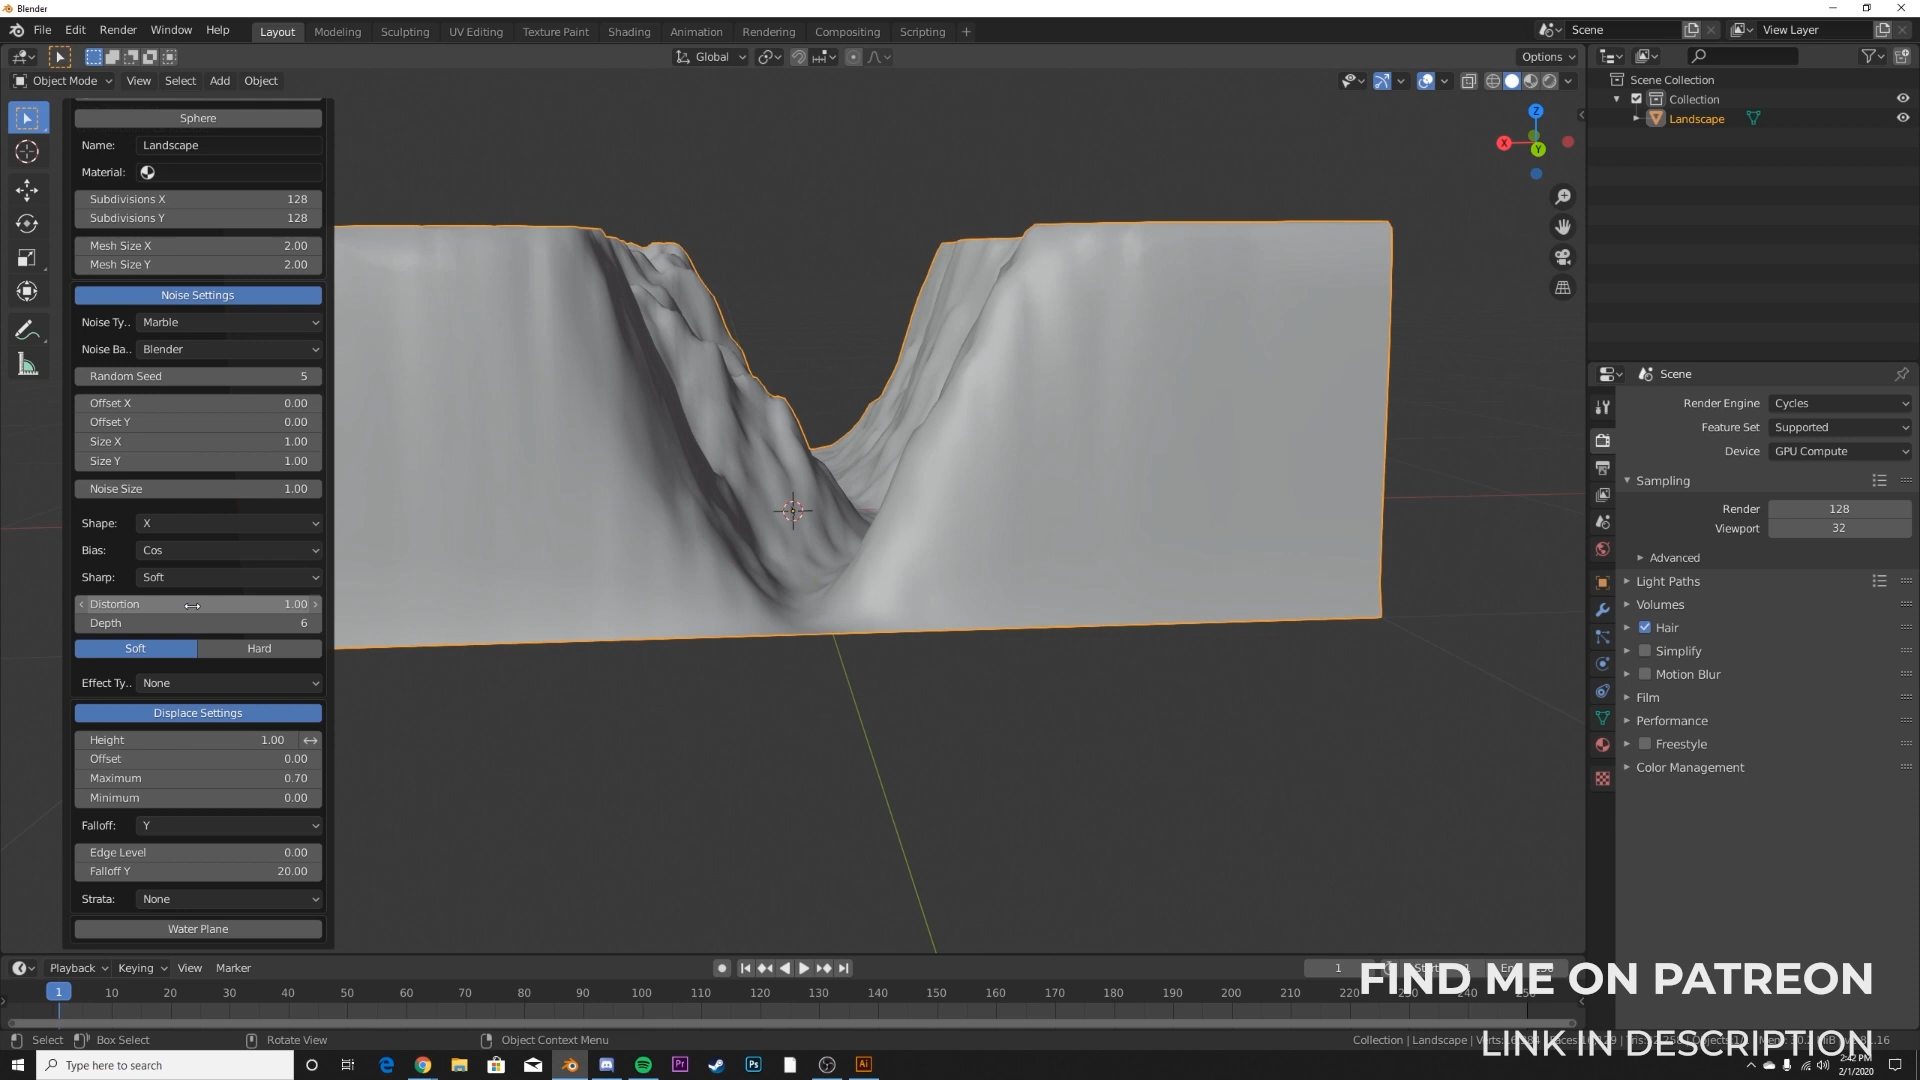 Blender
File Edit Render Window Help Layout Modeling Sculpting UV Editing Texture Paint Shading Animation Rendering Compositing Scripting + Scene View Layer
Global Options
Object Mode View Select Add Object
Scene Collection
Collection
Landscape
Z
X
Y
Sphere
Name: Landscape
Material:
Subdivisions X 128
Subdivisions Y 128
Mesh Size X 2.00
Mesh Size Y 2.00
Noise Settings
Noise Ty.. Marble
Noise Ba.. Blender
Random Seed 5
Offset X 0.00
Offset Y 0.00
Size X 1.00
Size Y 1.00
Noise Size 1.00
Shape: X
Bias: Cos
Sharp: Soft
Distortion 1.00
Depth 6
Soft Hard
Effect Ty.. None
Displace Settings
Height 1.00
Offset 0.00
Maximum 0.70
Minimum 0.00
Falloff: Y
Edge Level 0.00
Falloff Y 20.00
Strata: None
Water Plane
Scene
Render Engine Cycles
Feature Set Supported
Device GPU Compute
Sampling
Render 128
Viewport 32
Advanced
Light Paths
Volumes
Hair
Simplify
Motion Blur
Film
Performance
Freestyle
Color Management
Playback Keying View Marker 1
FIND ME ON PATREON
1 10 20 30 40 50 60 70 80 90 100 110 120 130 140 150 160 170 180 190 200 210 220 230 240 250
Select Box Select Rotate View Object Context Menu Collection | Landscape
LINK IN DESCRIPTION
Type here to search
2:42 PM
2/1/2020